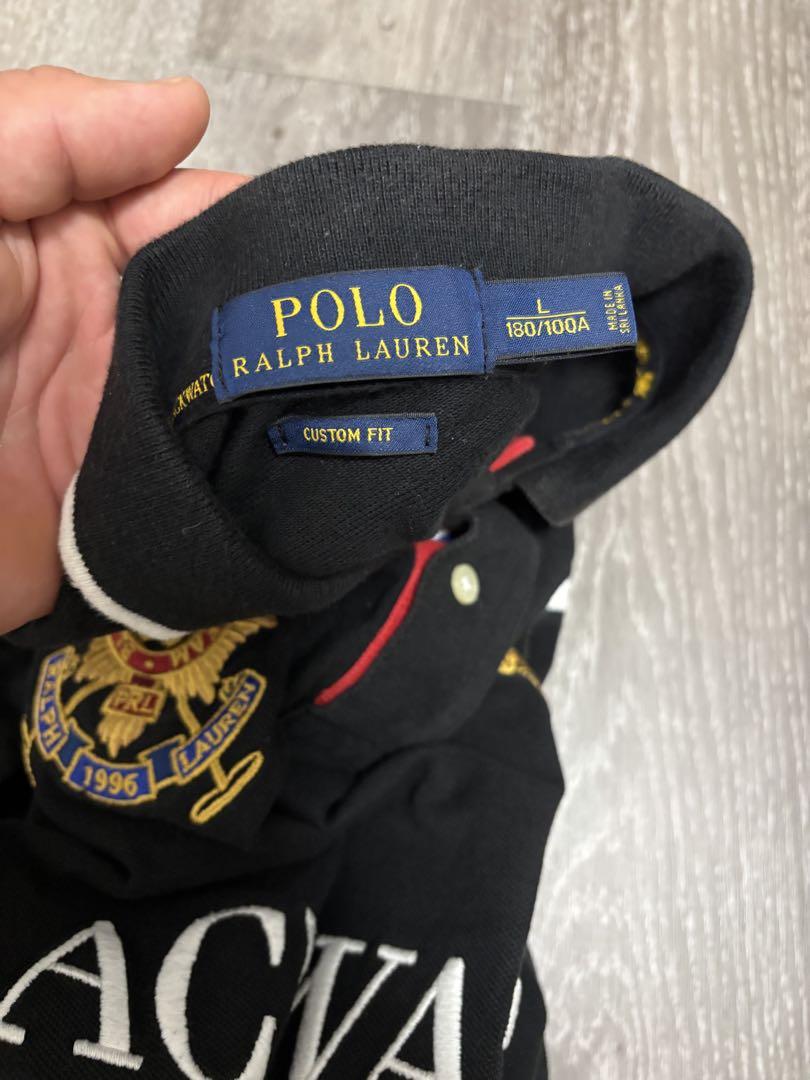 POLO
RALPH LAUREN
L
180/100A
MADE IN
SRI LANKA
CUSTOM FIT
PRL
RALPH
1996
LAUREN